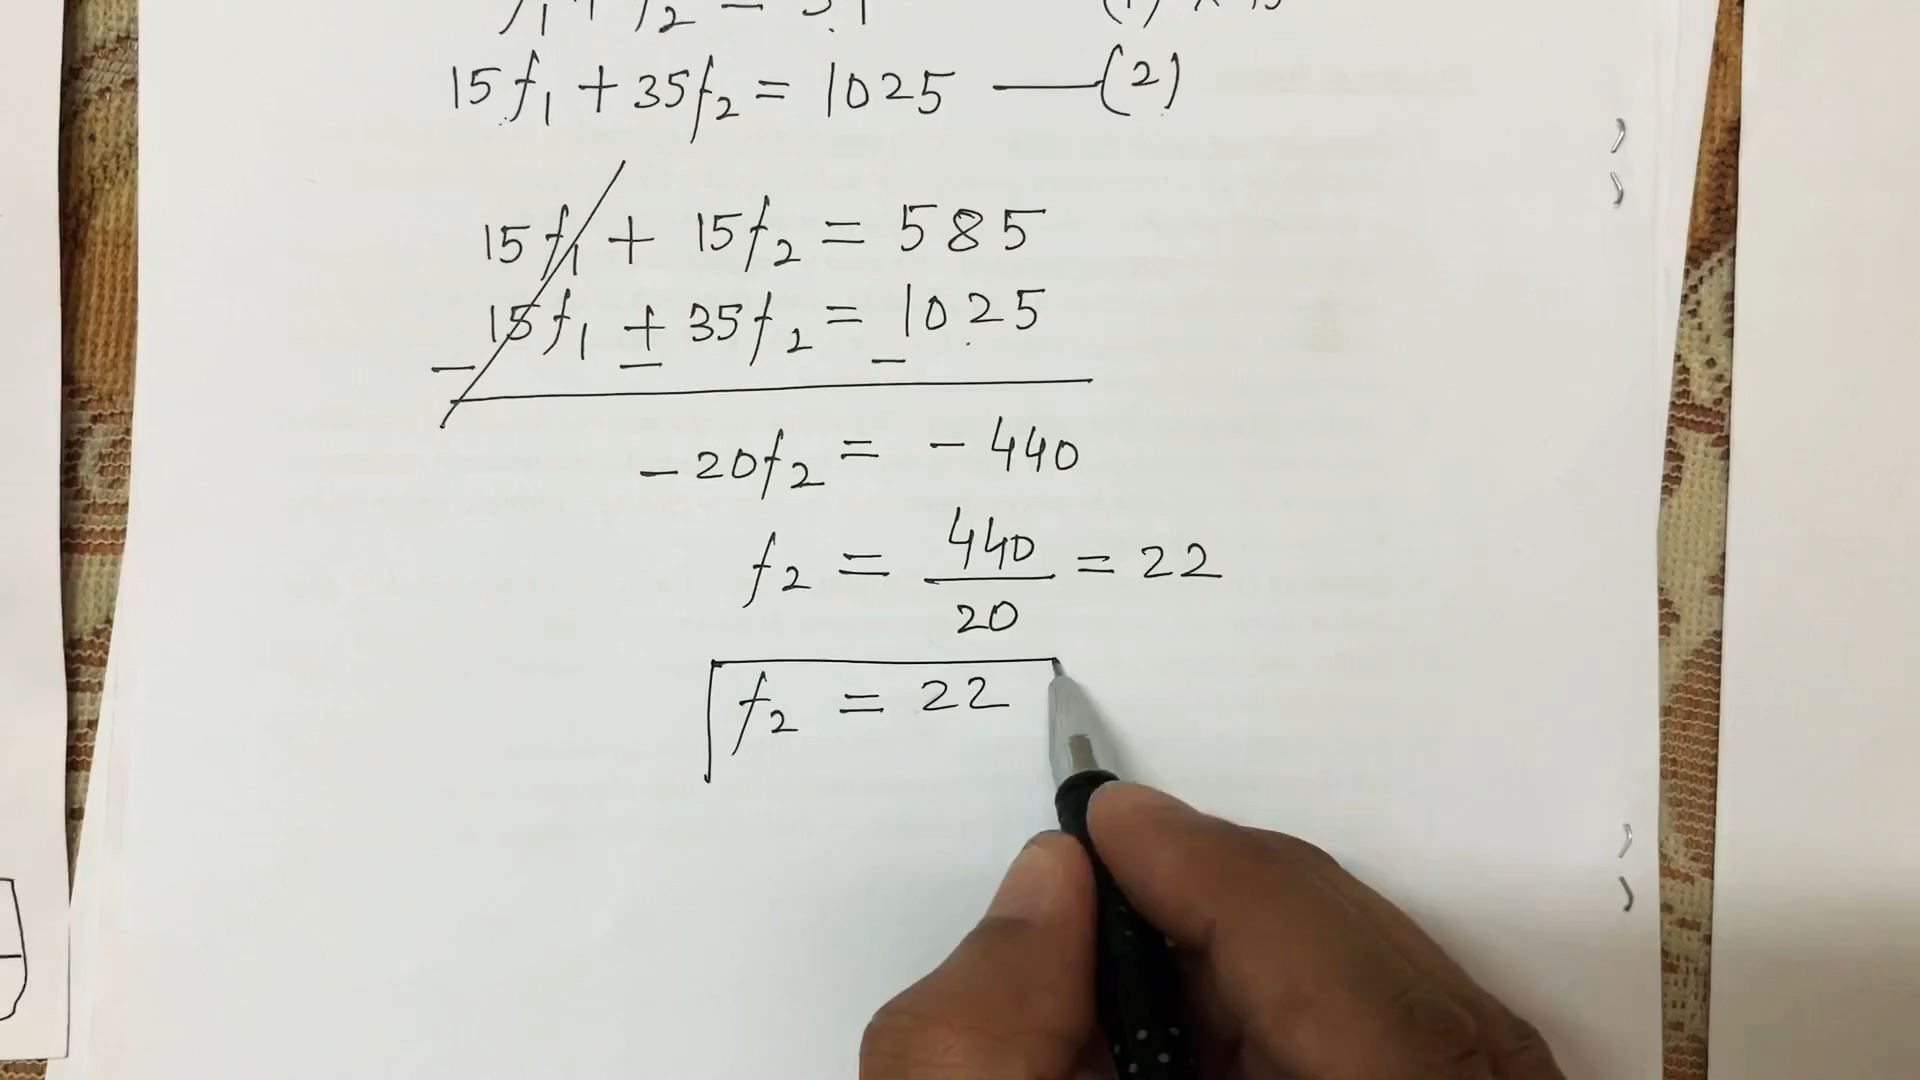 15f₁ + 35f₂ = 1025 —(2)
15f₁ + 15f₂ = 585
15f₁ + 35f₂ = 1025
− − −
-20f₂ = -440
f₂ = 440/20 = 22
f₂ = 22